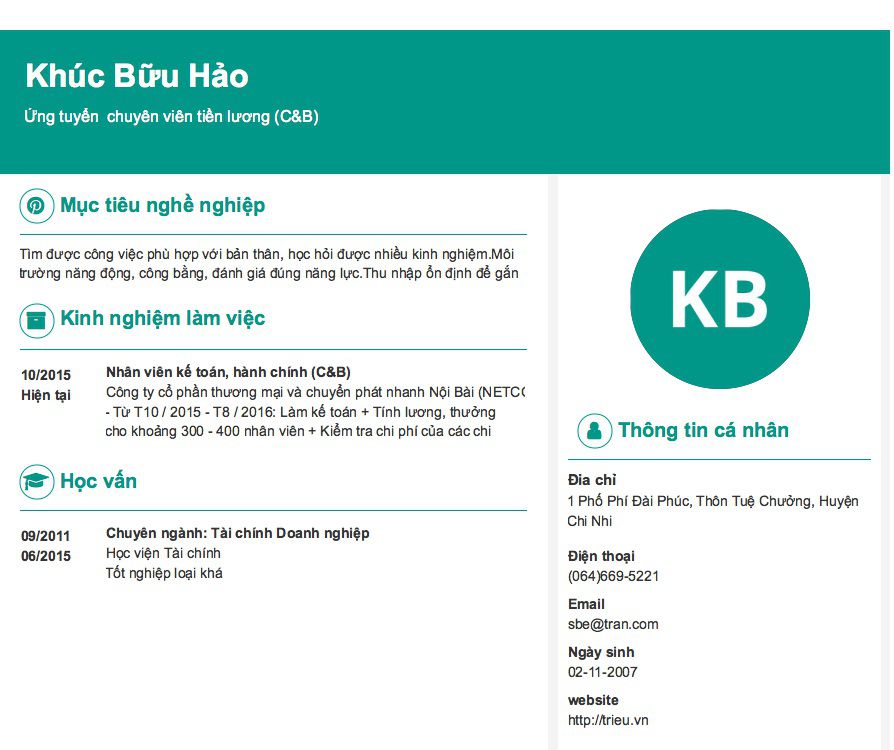 Khúc Bữu Hảo
Ứng tuyển chuyên viên tiền lương (C&B)
Mục tiêu nghề nghiệp
Tìm được công việc phù hợp với bản thân, học hỏi được nhiều kinh nghiệm.Môi
trường năng động, công bằng, đánh giá đúng năng lực.Thu nhập ổn định để gắn
Kinh nghiệm làm việc
10/2015
Hiện tại
Nhân viên kế toán, hành chính (C&B)
Công ty cổ phần thương mại và chuyển phát nhanh Nội Bài (NETCO
- Từ T10 / 2015 - T8 / 2016: Làm kế toán + Tính lương, thưởng
cho khoảng 300 - 400 nhân viên + Kiểm tra chi phí của các chi
Học vấn
09/2011
06/2015
Chuyên ngành: Tài chính Doanh nghiệp
Học viện Tài chính
Tốt nghiệp loại khá
KB
Thông tin cá nhân
Đia chỉ
1 Phố Phí Đài Phúc, Thôn Tuệ Chưởng, Huyện
Chi Nhi
Điện thoại
(064)669-5221
Email
sbe@tran.com
Ngày sinh
02-11-2007
website
http://trieu.vn